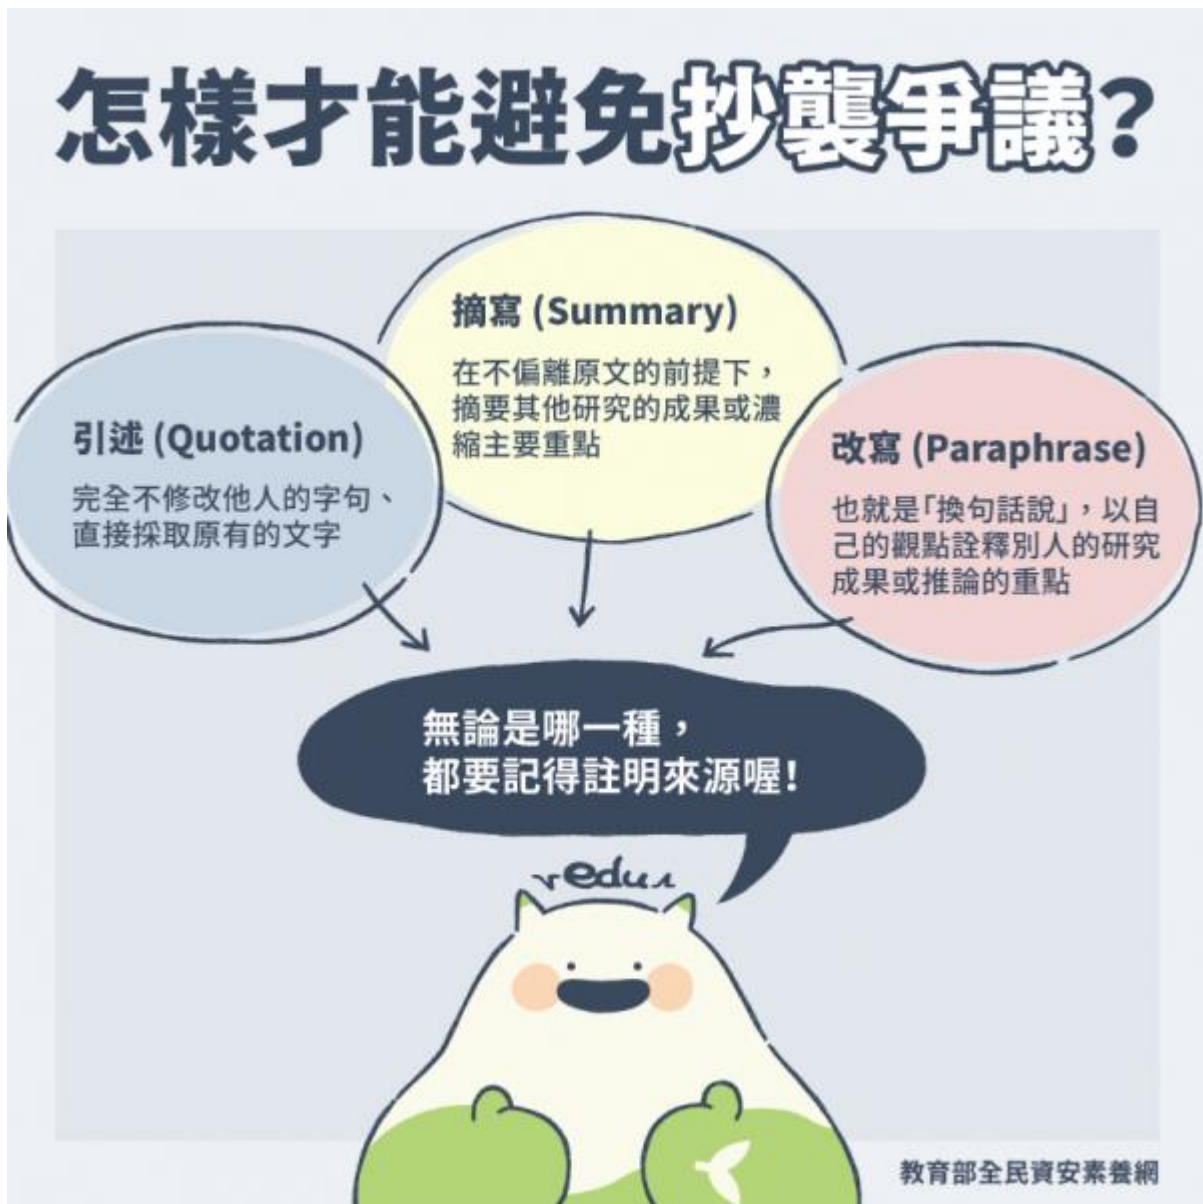 怎樣才能避免抄襲爭議?
引述 (Quotation)
完全不修改他人的字句、
直接採取原有的文字
摘寫 (Summary)
在不偏離原文的前提下，
摘要其他研究的成果或濃
縮主要重點
改寫 (Paraphrase)
也就是「換句話說」，以自
己的觀點詮釋別人的研究
成果或推論的重點
無論是哪一種，
都要記得註明來源喔!
edu
教育部全民資安素養網